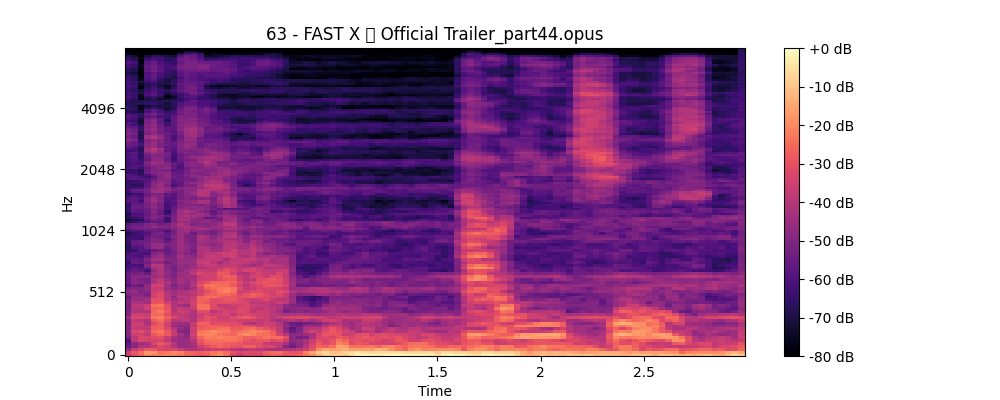 63 - FAST X  Official Trailer_part44.opus
Hz
4096
2048
1024
512
0
0
0.5
1
1.5
2
2.5
Time
+0 dB
-10 dB
-20 dB
-30 dB
-40 dB
-50 dB
-60 dB
-70 dB
-80 dB